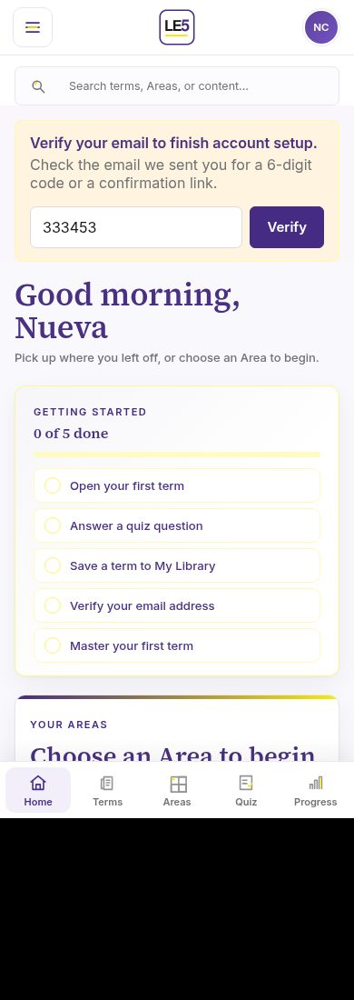 LE5
NC
Search terms, Areas, or content...
Verify your email to finish account setup.
Check the email we sent you for a 6-digit
code or a confirmation link.
333453
Verify
Good morning,
Nueva
Pick up where you left off, or choose an Area to begin.
GETTING STARTED
0 of 5 done
Open your first term
Answer a quiz question
Save a term to My Library
Verify your email address
Master your first term
YOUR AREAS
Choose an Area to begin
Home
Terms
Areas
Quiz
Progress